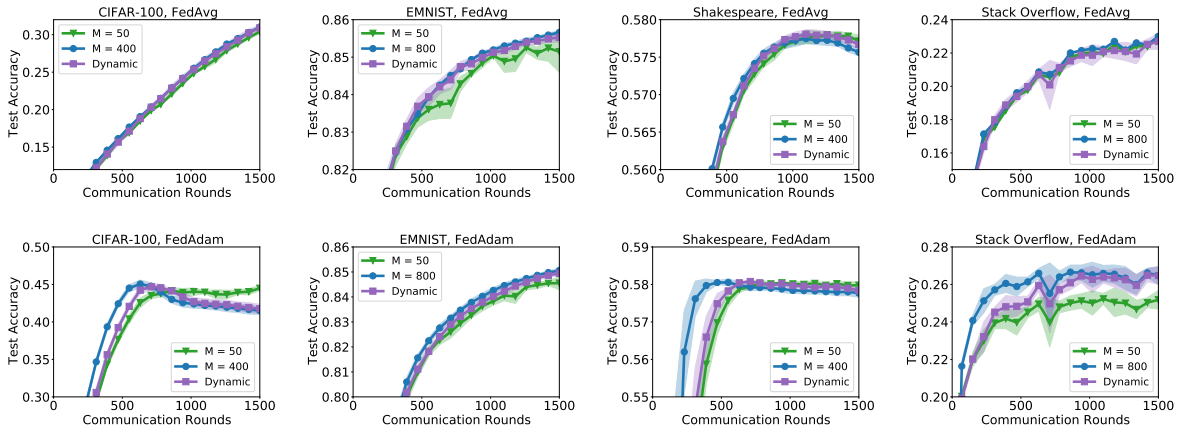 CIFAR-100, FedAvg
0.30
0.25
0.20
0.15
Test Accuracy
M = 50
M = 400
Dynamic
0
500
1000
1500
Communication Rounds
EMNIST, FedAvg
0.86
0.85
0.84
0.83
0.82
Test Accuracy
M = 50
M = 800
Dynamic
0
500
1000
1500
Communication Rounds
Shakespeare, FedAvg
0.580
0.575
0.570
0.565
0.560
Test Accuracy
M = 50
M = 400
Dynamic
0
500
1000
1500
Communication Rounds
Stack Overflow, FedAvg
0.24
0.22
0.20
0.18
0.16
Test Accuracy
M = 50
M = 800
Dynamic
0
500
1000
1500
Communication Rounds
CIFAR-100, FedAdam
0.50
0.45
0.40
0.35
0.30
Test Accuracy
M = 50
M = 400
Dynamic
0
500
1000
1500
Communication Rounds
EMNIST, FedAdam
0.86
0.85
0.84
0.83
0.82
0.81
0.80
Test Accuracy
M = 50
M = 800
Dynamic
0
500
1000
1500
Communication Rounds
Shakespeare, FedAdam
0.59
0.58
0.57
0.56
0.55
Test Accuracy
M = 50
M = 400
Dynamic
0
500
1000
1500
Communication Rounds
Stack Overflow, FedAdam
0.28
0.26
0.24
0.22
0.20
Test Accuracy
M = 50
M = 800
Dynamic
0
500
1000
1500
Communication Rounds